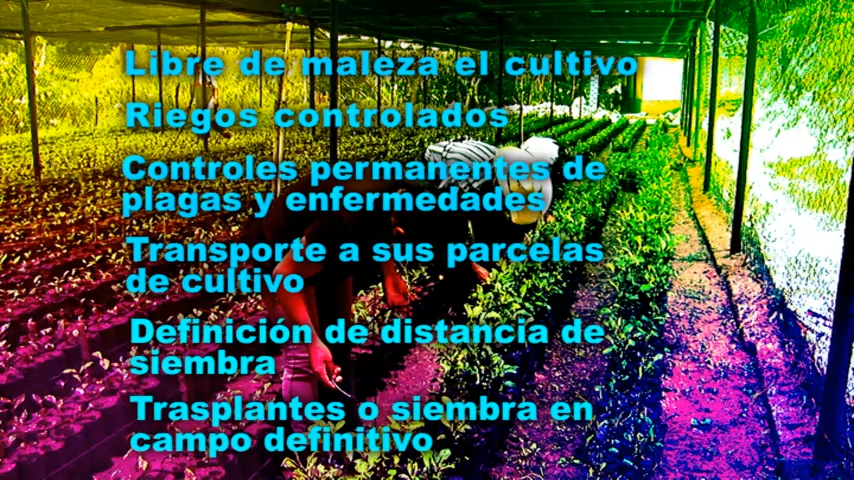 Libre de maleza el cultivo
Riegos controlados
Controles permanentes de
plagas y enfermedades
Transporte a sus parcelas
de cultivo
Definición de distancia de
siembra
Trasplantes o siembra en
campo definitivo